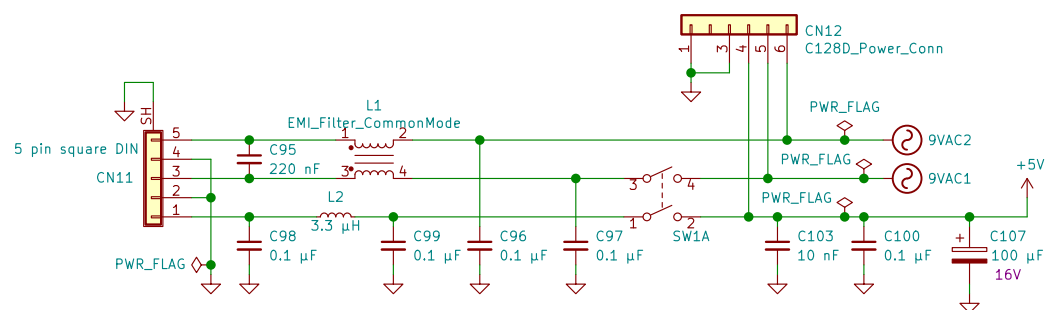 CN12
C128D_Power_Conn
1
3
4
5
6
SH
L1
EMI_Filter_CommonMode
PWR_FLAG
5 pin square DIN
CN11
5
4
3
2
1
1
2
3
4
C95
220 nF
9VAC2
PWR_FLAG
9VAC1
+5V
L2
3.3 µH
3
4
1
2
SW1A
PWR_FLAG
C98
0.1 µF
C99
0.1 µF
C96
0.1 µF
C97
0.1 µF
C103
10 nF
C100
0.1 µF
+
C107
100 µF
16V
PWR_FLAG